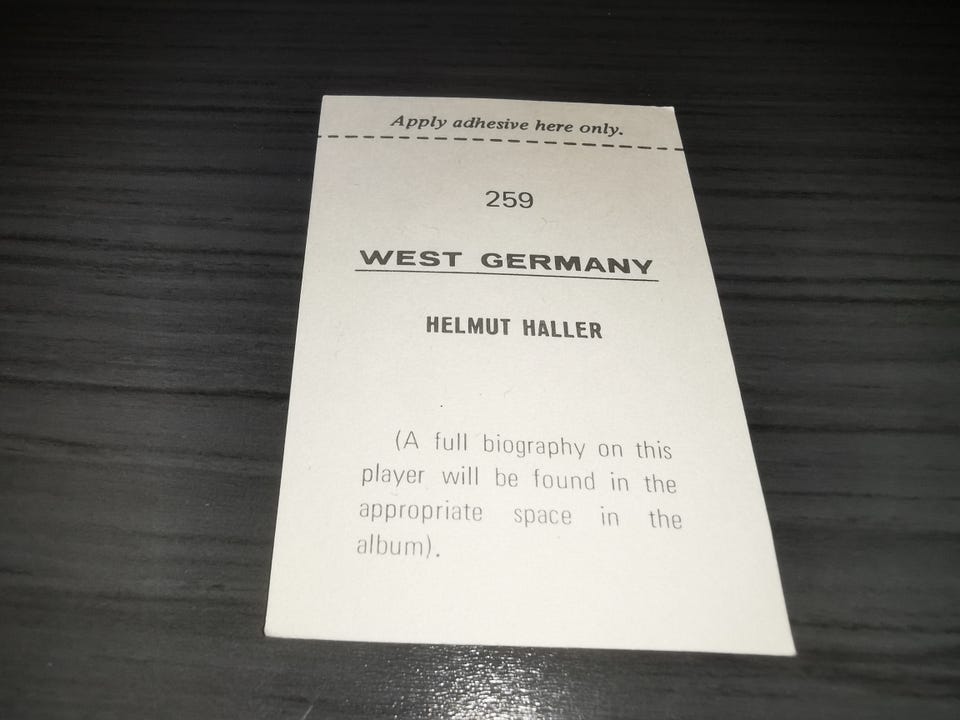 Apply adhesive here only.
259
WEST GERMANY
HELMUT HALLER
(A full biography on this
player will be found in the
appropriate space in the
album).